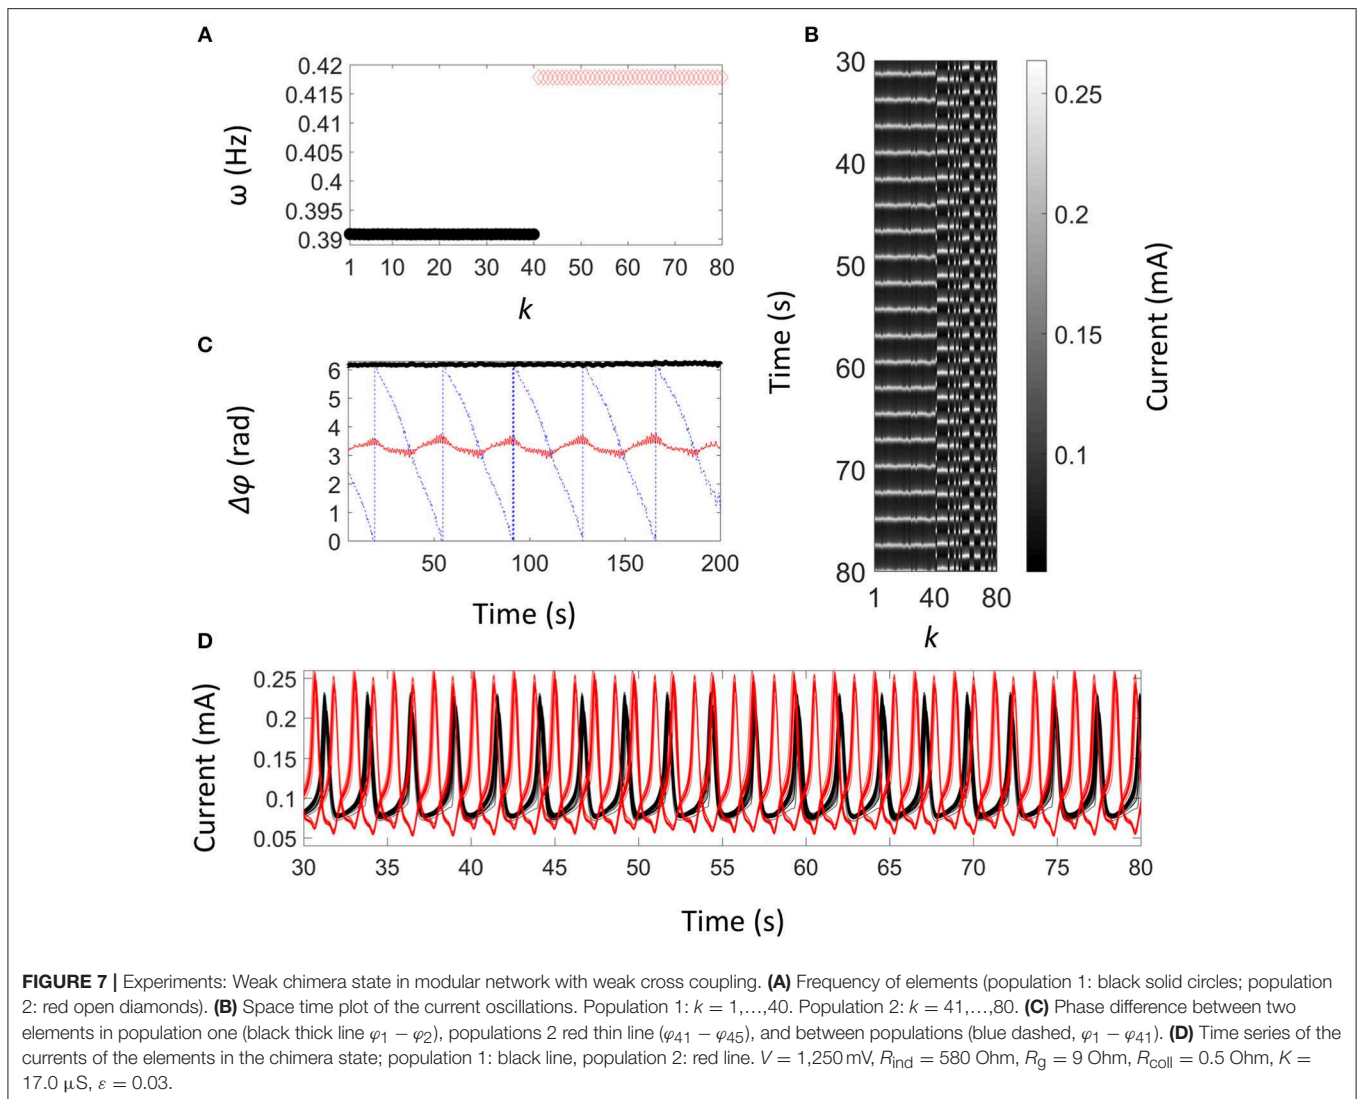 A
0.42
0.415
0.41
0.405
0.4
0.395
0.39
ω (Hz)
1 10 20 30 40 50 60 70 80
k
B
30
40
50
60
70
80
Time (s)
1 40 80
k
0.25
0.2
0.15
0.1
Current (mA)
C
6
5
4
3
2
1
0
Δφ (rad)
50 100 150 200
Time (s)
D
0.25
0.2
0.15
0.1
0.05
Current (mA)
30 35 40 45 50 55 60 65 70 75 80
Time (s)
FIGURE 7 | Experiments: Weak chimera state in modular network with weak cross coupling. (A) Frequency of elements (population 1: black solid circles; population
2: red open diamonds). (B) Space time plot of the current oscillations. Population 1: k = 1,...,40. Population 2: k = 41,...,80. (C) Phase difference between two
elements in population one (black thick line φ1 − φ2), populations 2 red thin line (φ41 − φ45), and between populations (blue dashed, φ1 − φ41). (D) Time series of the
currents of the elements in the chimera state; population 1: black line, population 2: red line. V = 1,250 mV, Rind = 580 Ohm, Rg = 9 Ohm, Rcoll = 0.5 Ohm, K =
17.0 μS, ε = 0.03.